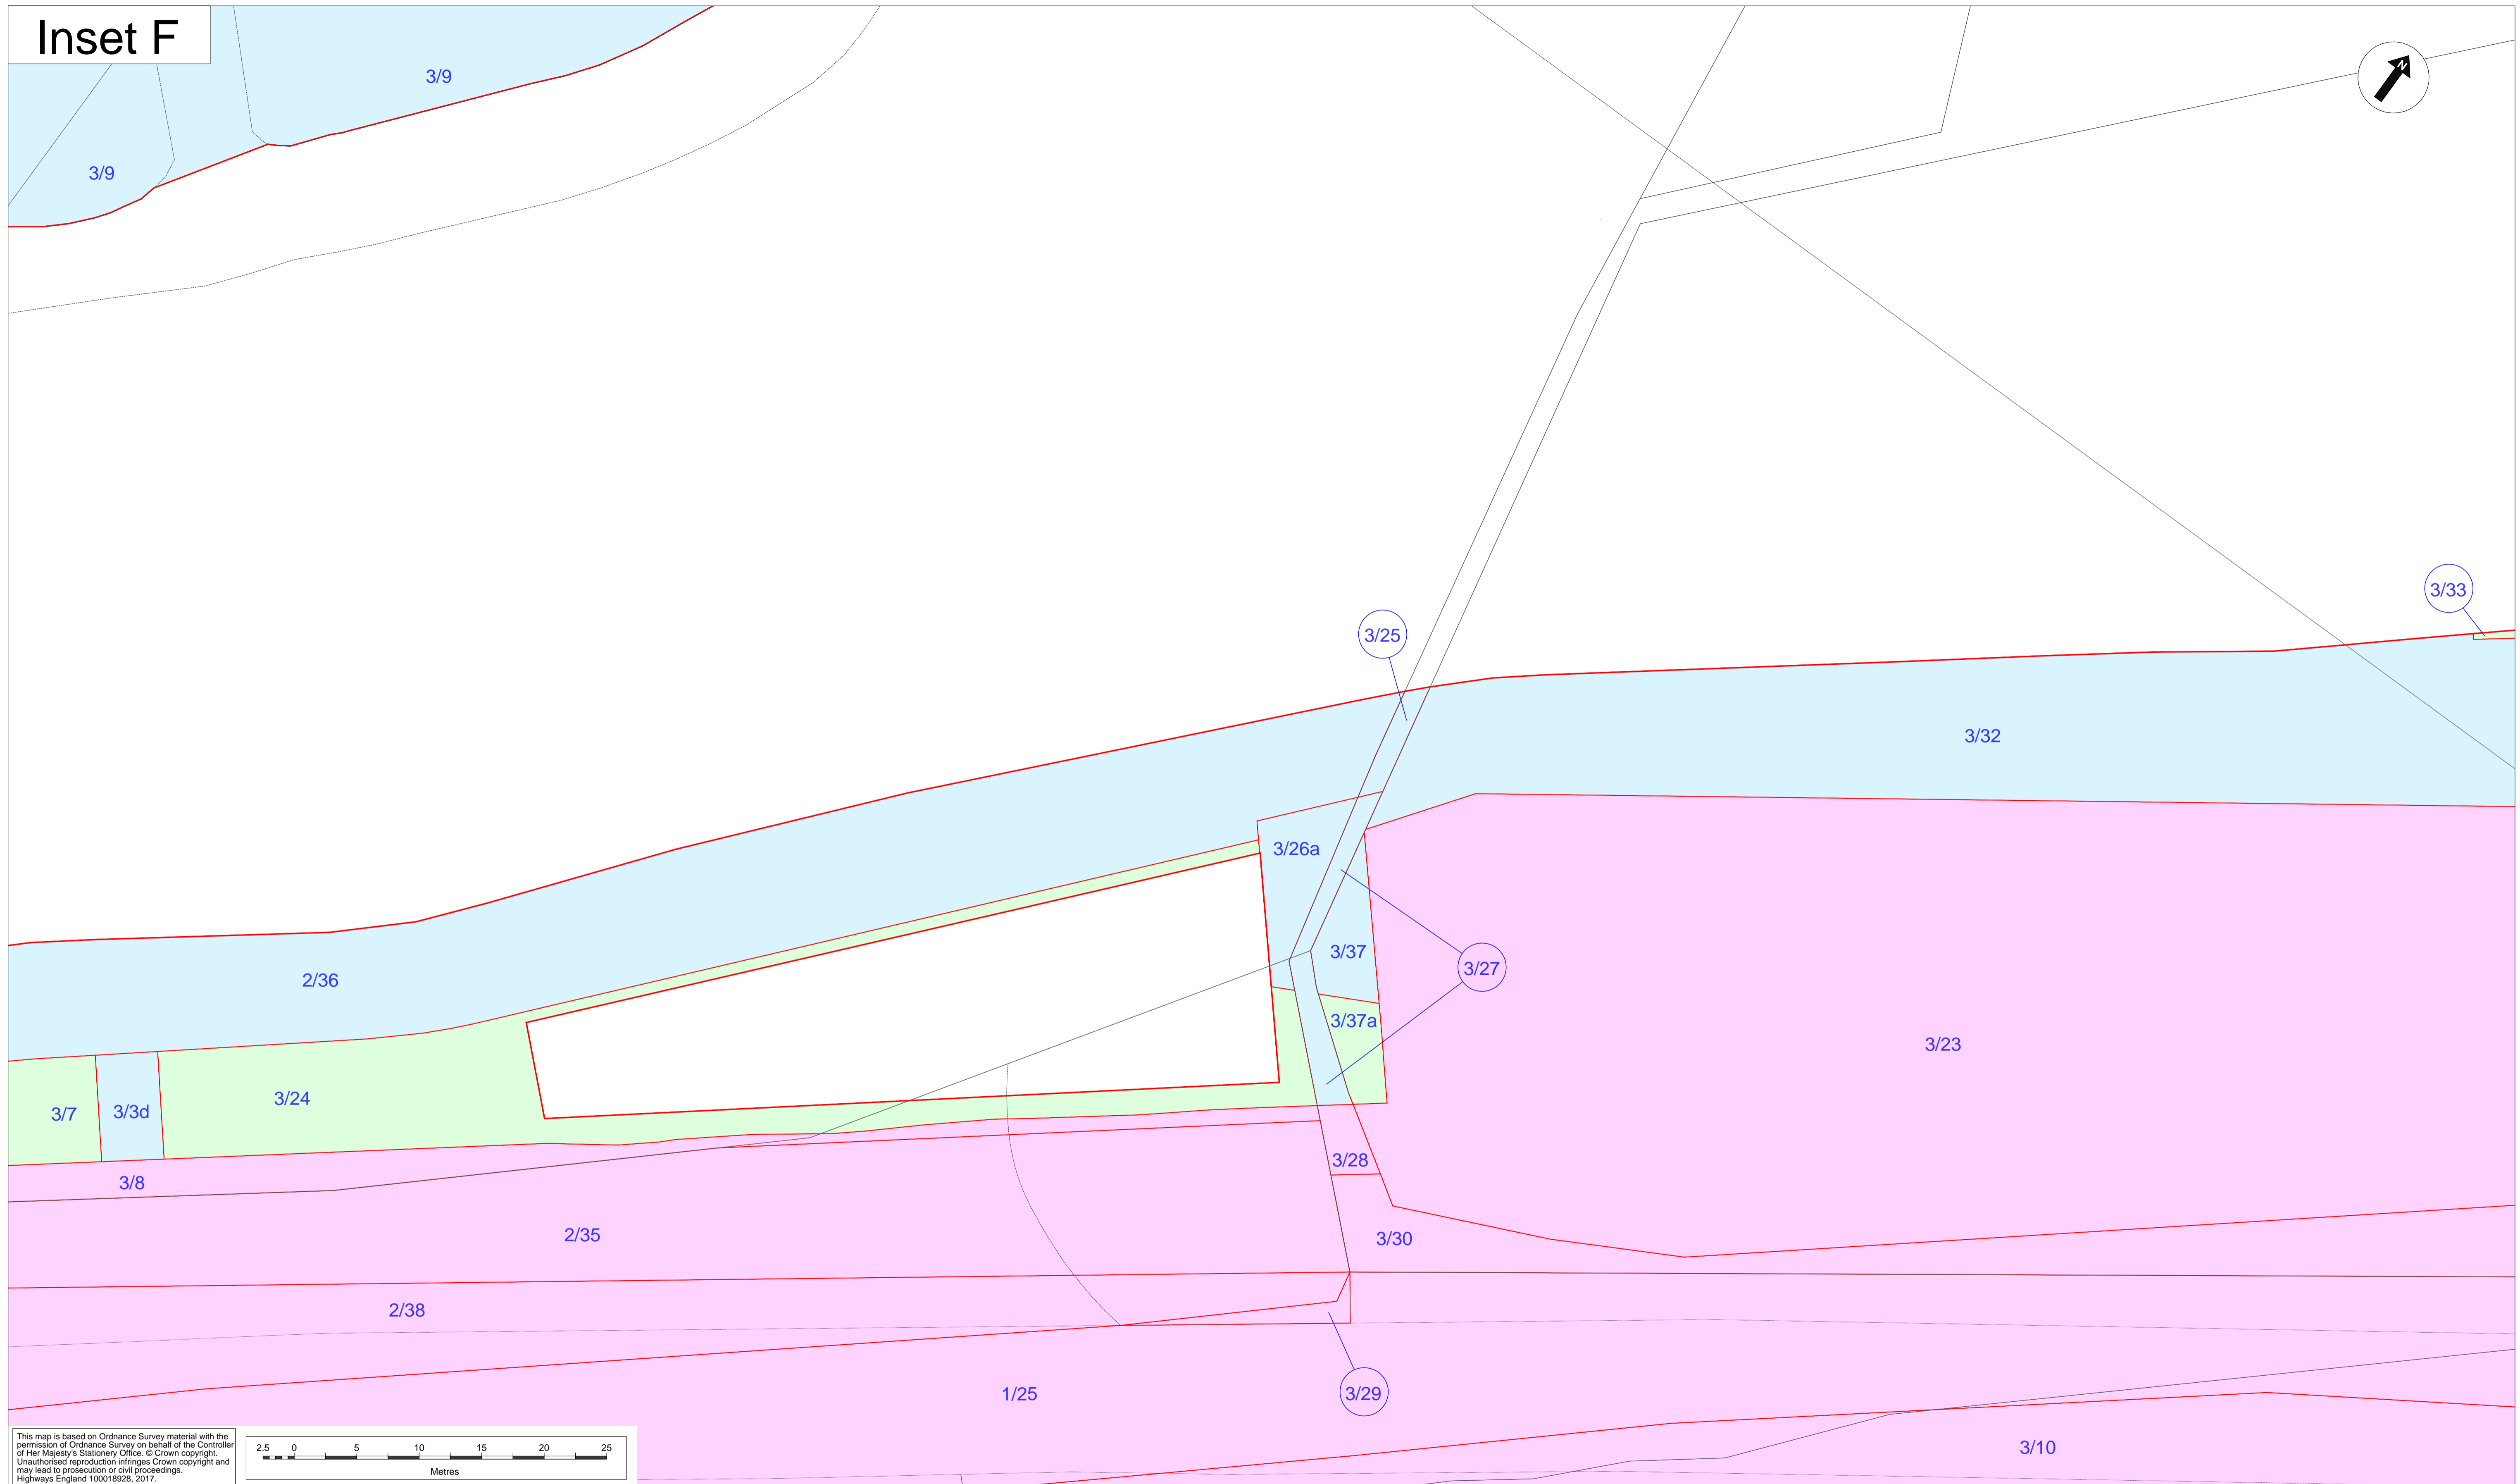 Inset F
3/9
N
3/9
3/33
3/25
3/32
3/26a
3/37
3/27
2/36
3/37a
3/23
3/24
3/3d
3/7
3/28
3/8
2/35
3/30
2/38
3/29
1/25
3/10
This map is based on Ordnance Survey material with the
permission of Ordnance Survey on behalf of the Controller
of Her Majesty's Stationery Office. © Crown copyright.
Unauthorised reproduction infringes Crown copyright and
may lead to prosecution or civil proceedings.
Highways England 100018928, 2017.
2.5 0 5 10 15 20 25
Metres